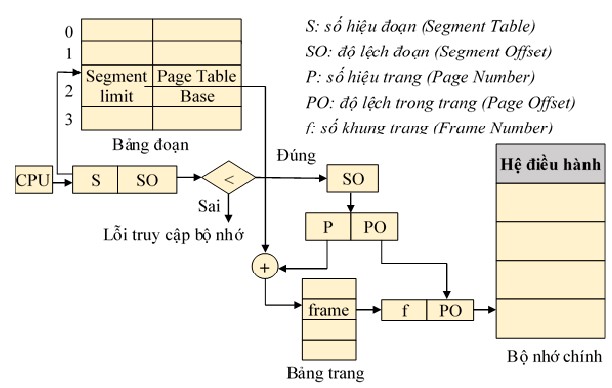 0
1
2
3
Segment limit
Page Table Base
Bảng đoạn
S: số hiệu đoạn (Segment Table)
SO: độ lệch đoạn (Segment Offset)
P: số hiệu trang (Page Number)
PO: độ lệch trong trang (Page Offset)
f: số khung trang (Frame Number)
CPU
S
SO
<
Đúng
Sai
Lỗi truy cập bộ nhớ
SO
P
PO
+
frame
Bảng trang
f
PO
Hệ điều hành
Bộ nhớ chính